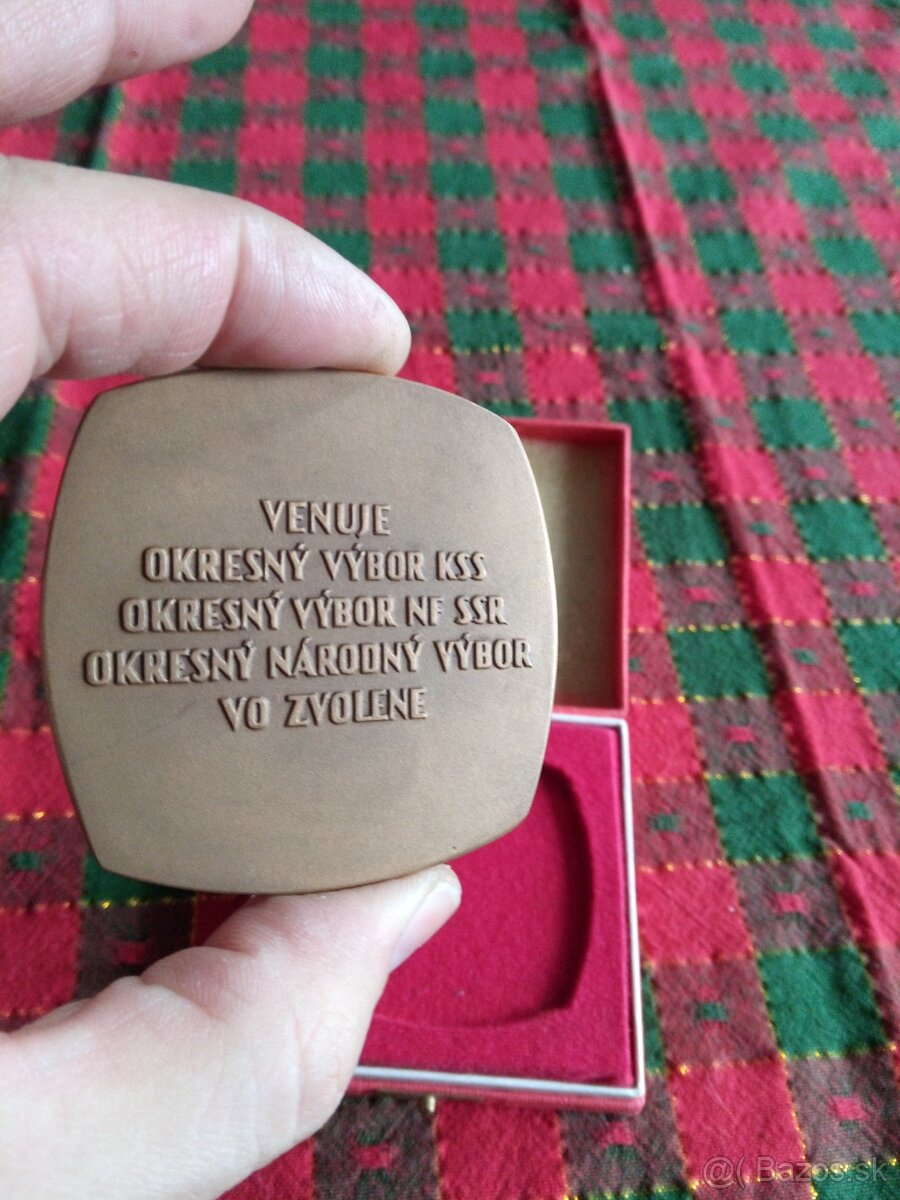 VENUJE
OKRESNÝ VÝBOR KSS
OKRESNÝ VÝBOR NF SSR
OKRESNÝ NÁRODNÝ VÝBOR
VO ZVOLENE
@( Bazos.sk